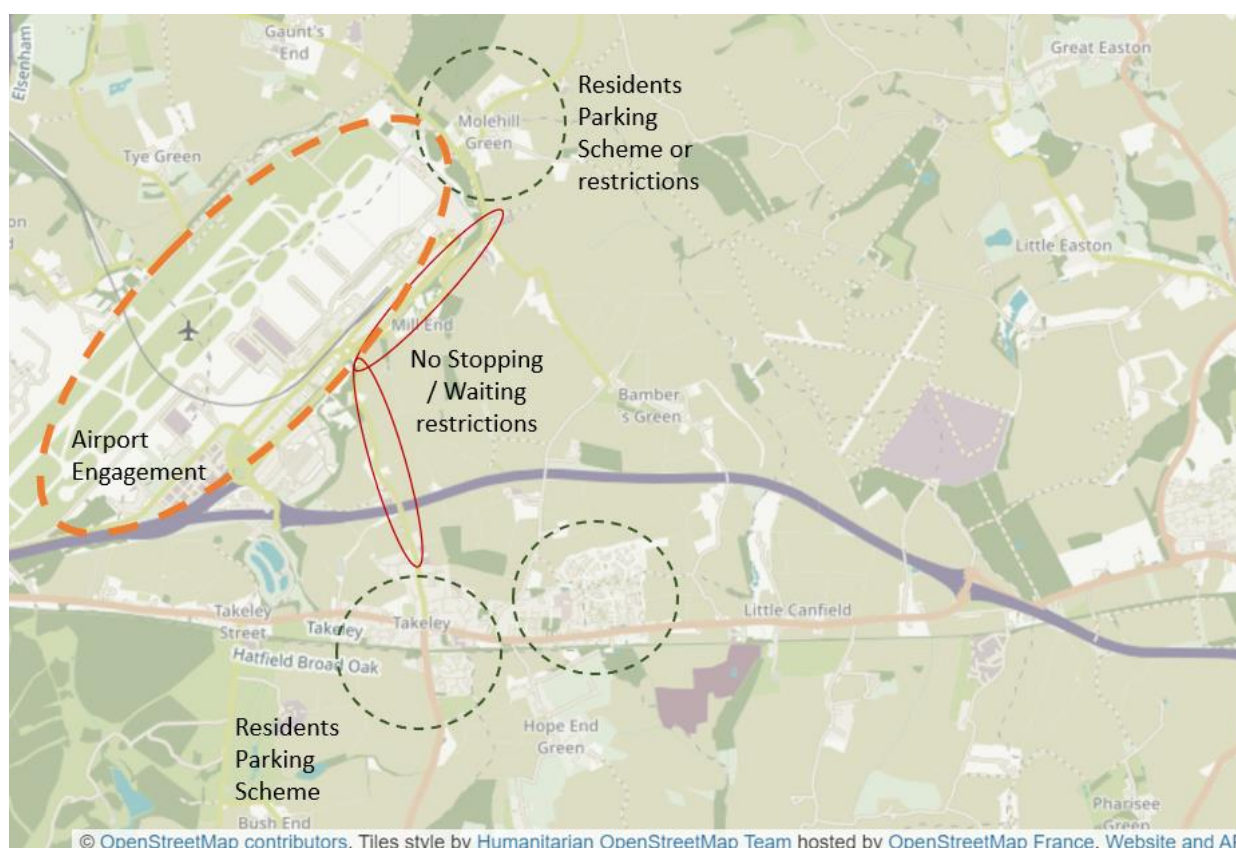 Gaunt's
End
Elsenham
Great Easton
Residents
Parking
Scheme or
restrictions
Molehill
Green
Tye Green
Little Easton
Mill End
No Stopping
/ Waiting
restrictions
Bamber
's Green
Airport
Engagement
Takeley
Street
Takeley
Takeley
Little Canfield
Hatfield Broad Oak
Hope End
Green
Residents
Parking
Scheme
Bush End
Pharisee
Green
© OpenStreetMap contributors. Tiles style by Humanitarian OpenStreetMap Team hosted by OpenStreetMap France. Website and AP